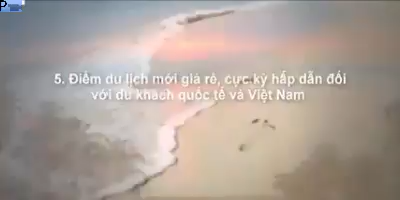 5. Điểm du lịch mới giá rẻ, cực kỳ hấp dẫn đối
với du khách quốc tế và Việt Nam